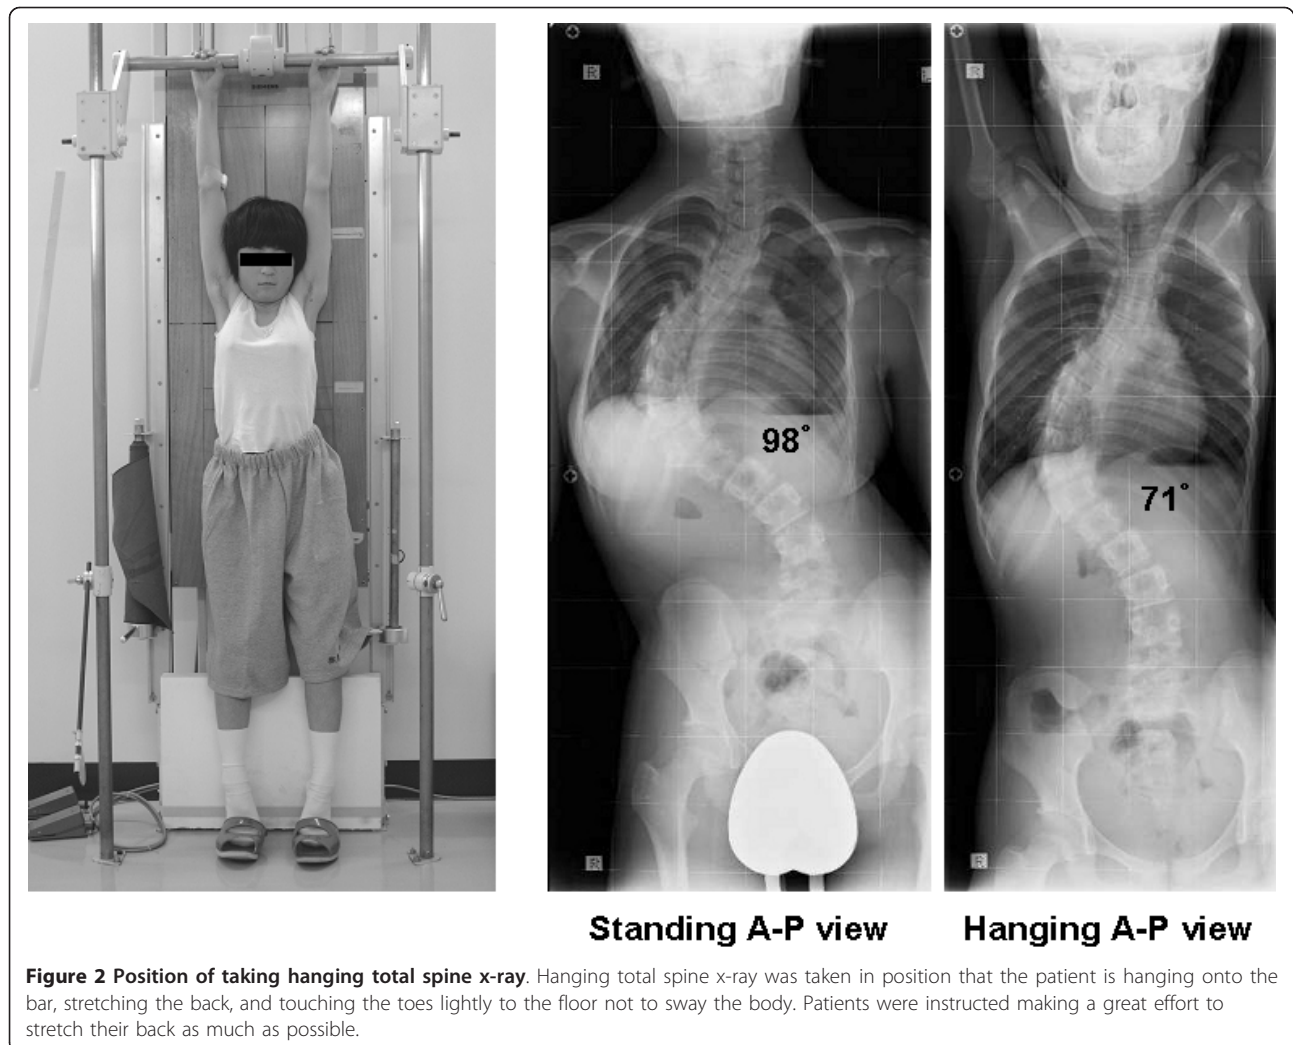 R
R
98°
71°
R
R
Standing A-P view
Hanging A-P view
Figure 2 Position of taking hanging total spine x-ray. Hanging total spine x-ray was taken in position that the patient is hanging onto the
bar, stretching the back, and touching the toes lightly to the floor not to sway the body. Patients were instructed making a great effort to
stretch their back as much as possible.